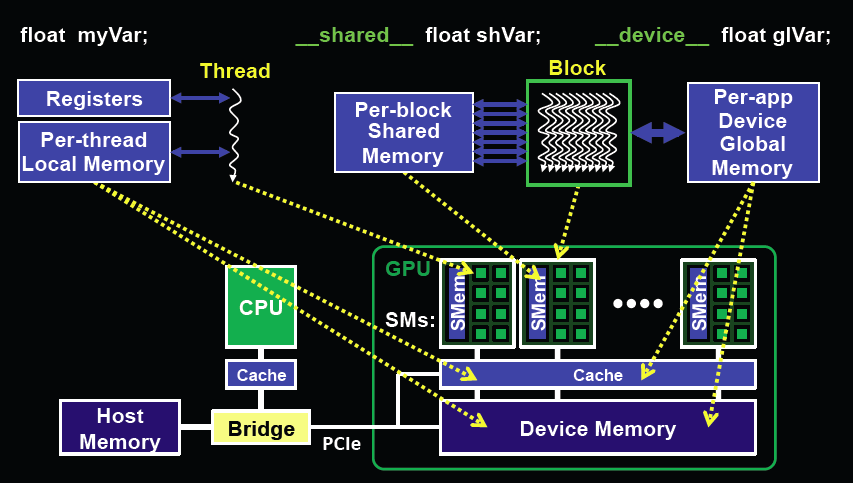 float myVar;
__shared__ float shVar;
__device__ float glVar;
Thread
Block
Registers
Per-thread
Local Memory
Per-block
Shared
Memory
Per-app
Device
Global
Memory
GPU
SMs:
SMem
SMem
SMem
CPU
Cache
Cache
Host
Memory
Bridge
PCIe
Device Memory